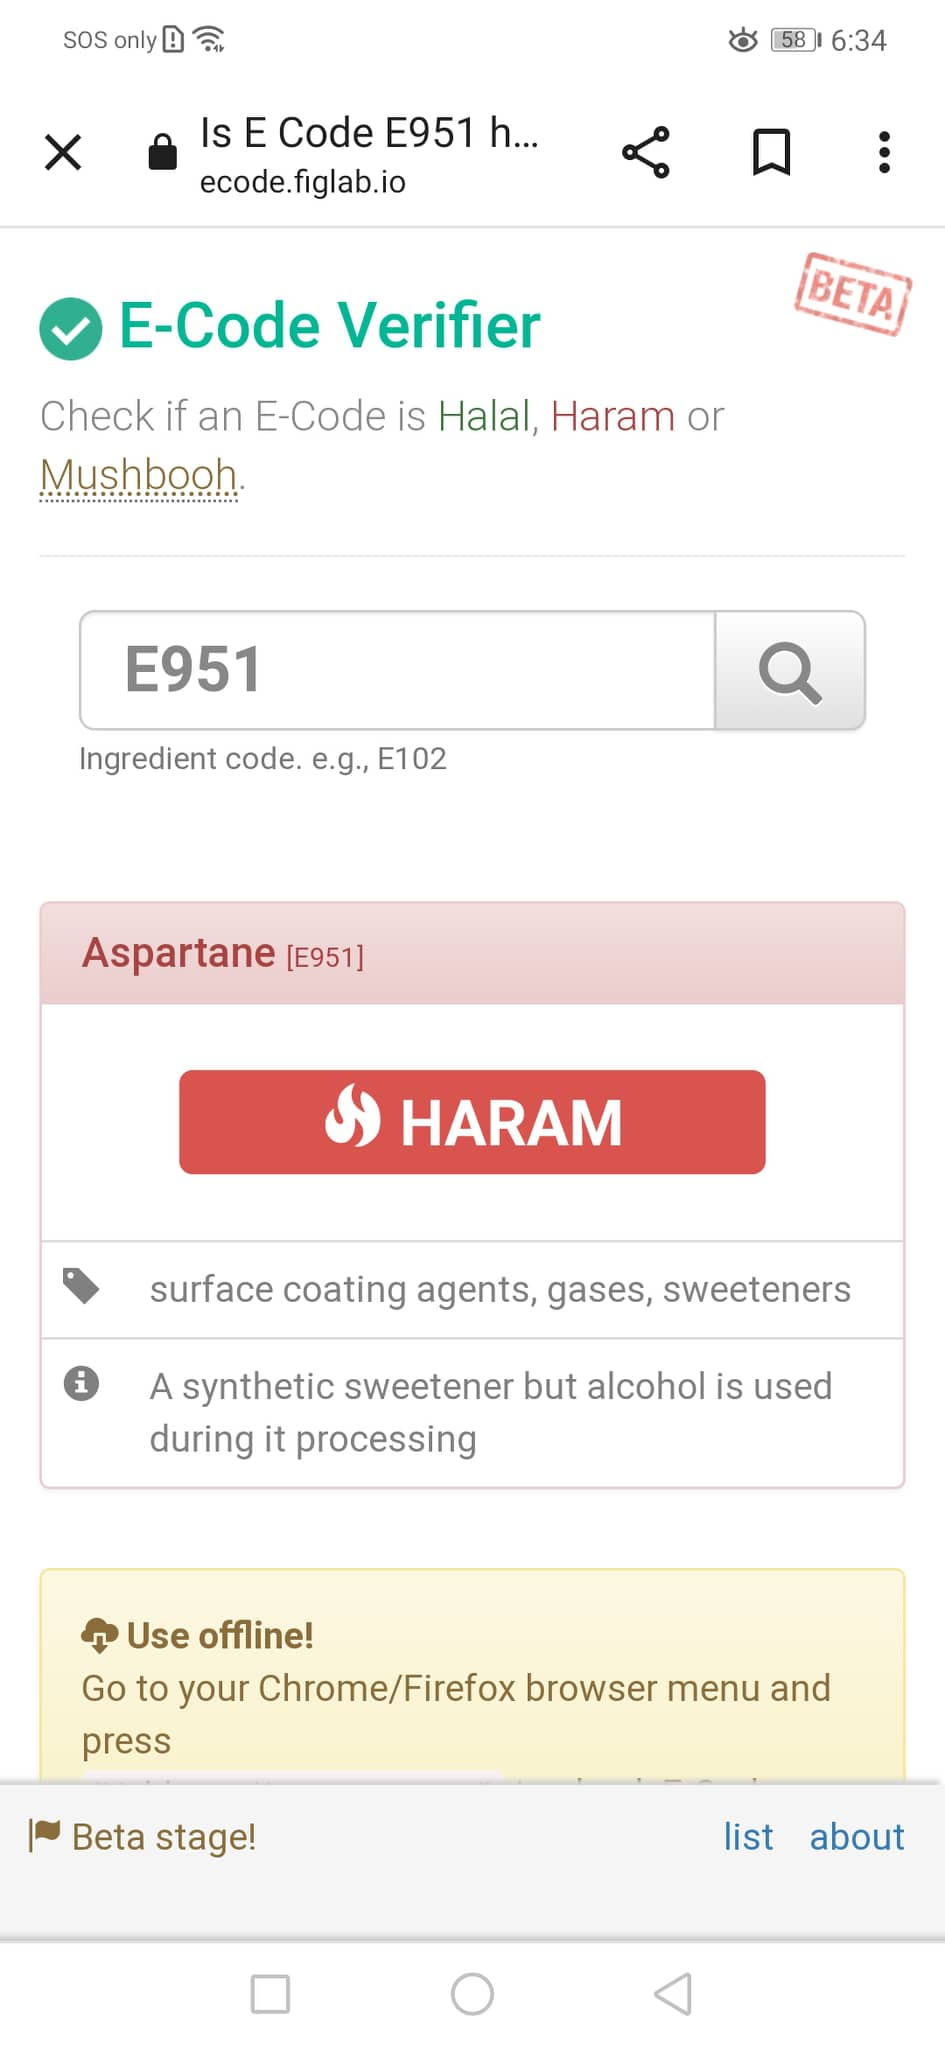 SOS only
58 6:34
Is E Code E951 h...
ecode.figlab.io
BETA
E-Code Verifier
Check if an E-Code is Halal, Haram or
Mushbooh.
E951
Ingredient code. e.g., E102
Aspartane [E951]
HARAM
surface coating agents, gases, sweeteners
A synthetic sweetener but alcohol is used
during it processing
Use offline!
Go to your Chrome/Firefox browser menu and
press
Beta stage!
list about